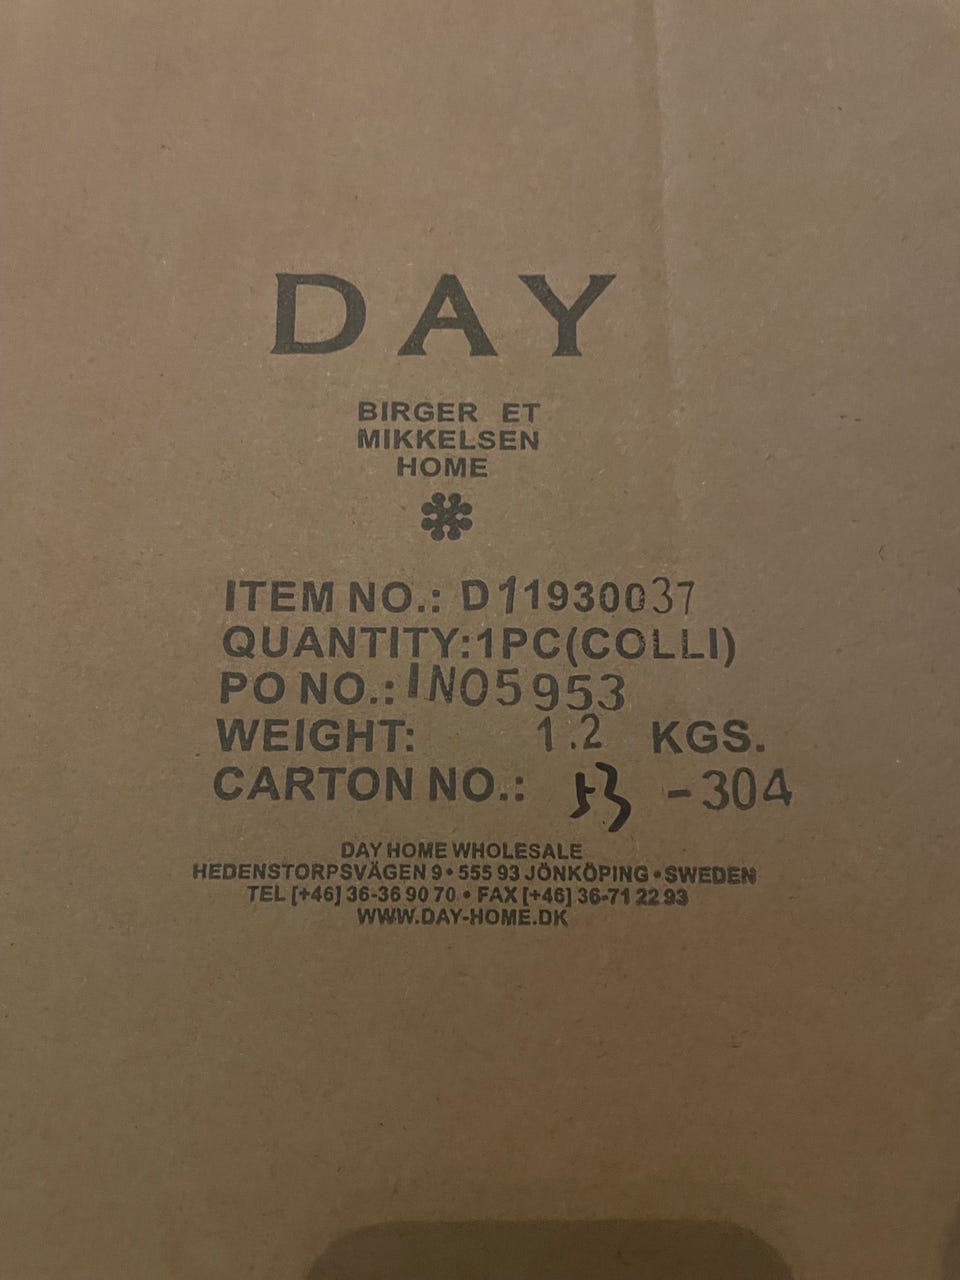 DAY
BIRGER ET
MIKKELSEN
HOME
ITEM NO.: D11930037
QUANTITY:1PC(COLLI)
PO NO.: IN05953
WEIGHT: 1.2 KGS.
CARTON NO.: 53 -304
DAY HOME WHOLESALE
HEDENSTORPSVÄGEN 9 • 555 93 JÖNKÖPING • SWEDEN
TEL [+46] 36-36 90 70 • FAX [+46] 36-71 22 93
WWW.DAY-HOME.DK